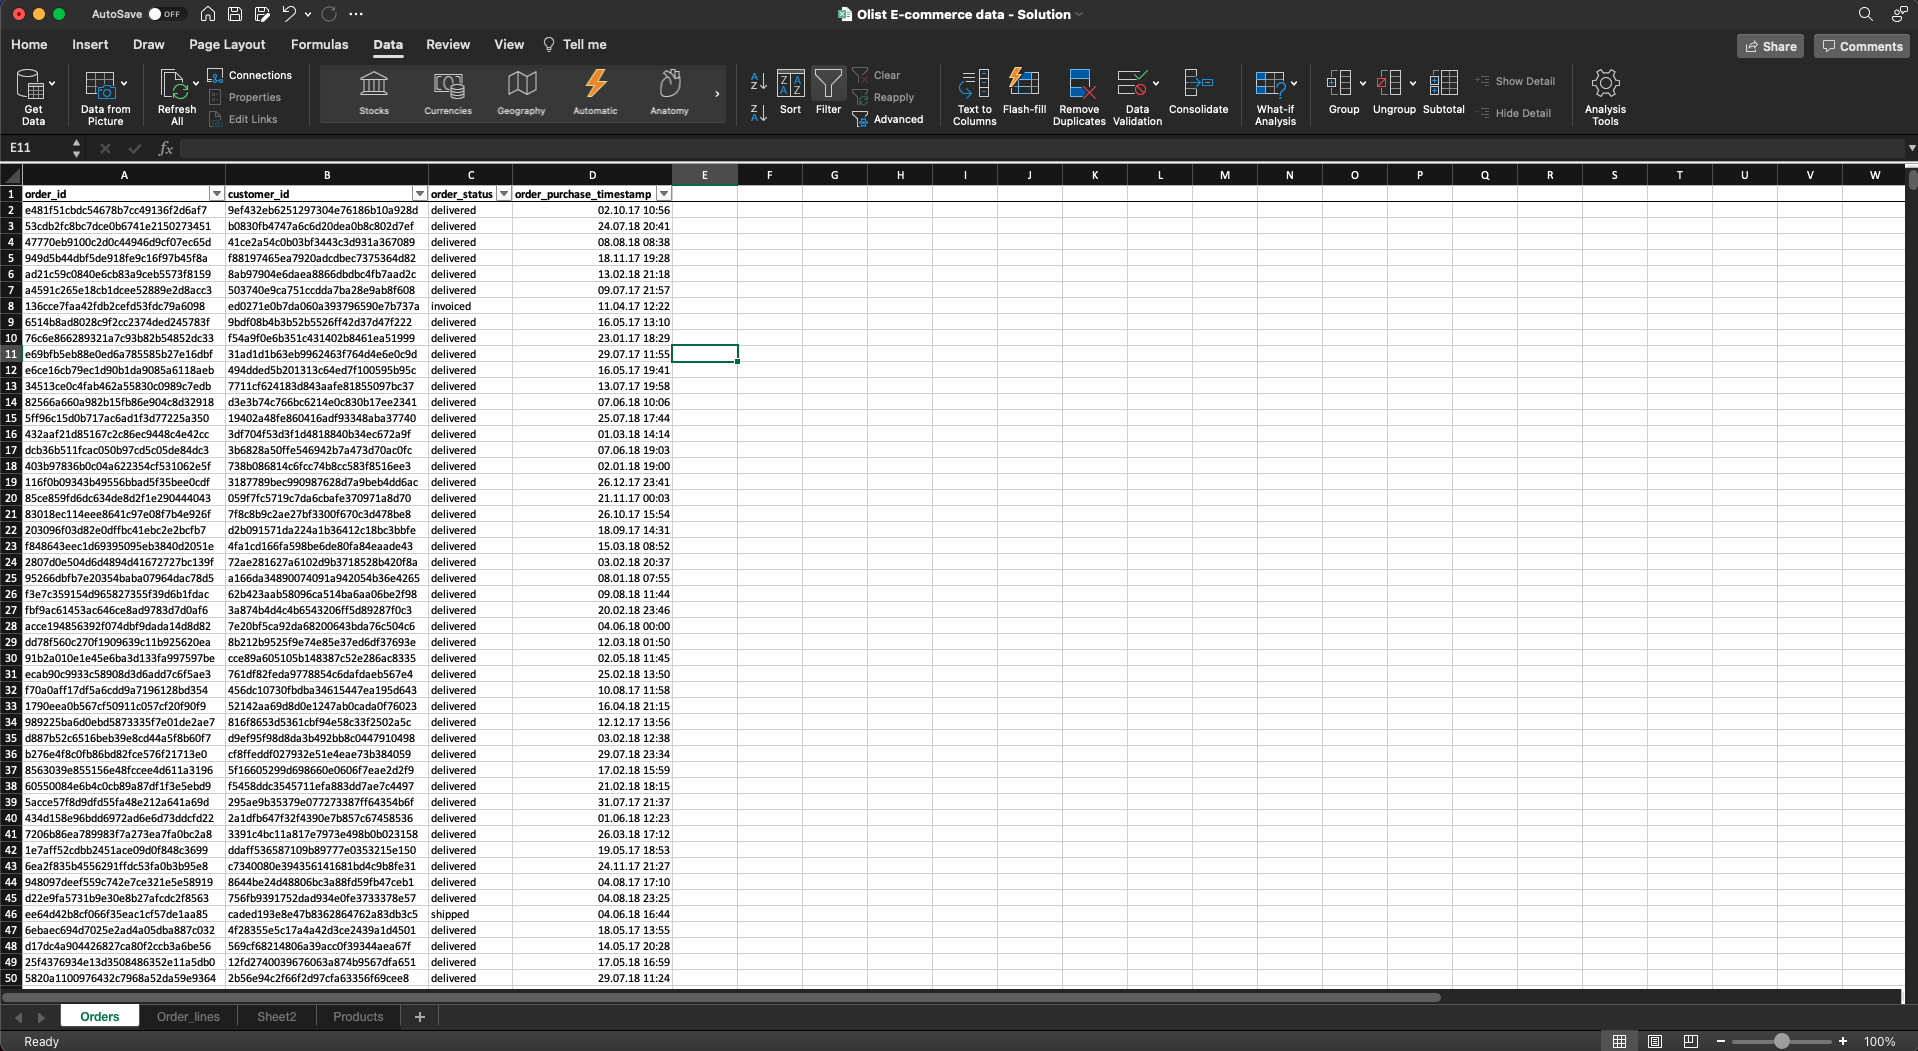 AutoSave OFF
Olist E-commerce data - Solution
Home Insert Draw Page Layout Formulas Data Review View Tell me
Share Comments
Get Data
Data from Picture
Refresh All
Connections
Properties
Edit Links
Stocks Currencies Geography Automatic Anatomy
Sort Filter
Clear
Reapply
Advanced
Text to Columns
Flash-fill
Remove Duplicates
Data Validation
Consolidate
What-if Analysis
Group Ungroup Subtotal
Show Detail
Hide Detail
Analysis Tools
E11 fx
A B C D E F G H I J K L M N O P Q R S T U V W
1 order_id customer_id order_status order_purchase_timestamp
2 e481f51cbdc54678b7cc49136f2d6af7 9ef432eb6251297304e76186b10a928d delivered 02.10.17 10:56
3 53cdb2fc8bc7dce0b6741e2150273451 b0830fb4747a6c6d20dea0b8c802d7ef delivered 24.07.18 20:41
4 47770eb9100c2d0c44946d9cf07ec65d 41ce2a54c0b03bf3443c3d931a367089 delivered 08.08.18 08:38
5 949d5b44dbf5de918fe9c16f97b45f8a f88197465ea7920adcdbec7375364d82 delivered 18.11.17 19:28
6 ad21c59c0840e6cb83a9ceb5573f8159 8ab97904e6daea8866dbdbc4fb7aad2c delivered 13.02.18 21:18
7 a4591c265e18cb1dcee52889e2d8acc3 503740e9ca751ccdda7ba28e9ab8f608 delivered 09.07.17 21:57
8 136cce7faa42fdb2cefd53fdc79a6098 ed0271e0b7da060a393796590e7b737a invoiced 11.04.17 12:22
9 6514b8ad8028c9f2cc2374ded245783f 9bdf08b4b3b52b5526ff42d37d47f222 delivered 16.05.17 13:10
10 76c6e866289321a7c93b82b54852dc33 f54a9f0e6b351c431402b8461ea51999 delivered 23.01.17 18:29
11 e69bfb5eb88e0ed6a785585b27e16dbf 31ad1d1b63eb9962463f764d4e6e0c9d delivered 29.07.17 11:55
12 e6ce16cb79ec1d90b1da9085a6118aeb 494dded5b201313c64ed7f100595b95c delivered 16.05.17 19:41
13 34513ce0c4fab462a55830c0989c7edb 7711cf624183d843aafe81855097bc37 delivered 13.07.17 19:58
14 82566a660a982b15fb86e904c8d32918 d3e3b74c766bc6214e0c830b17ee2341 delivered 07.06.18 10:06
15 5ff96c15d0b717ac6ad1f3d77225a350 19402a48fe860416adf93348aba37740 delivered 25.07.18 17:44
16 432aaf21d85167c2c86ec9448c4e42cc 3df704f53d3f1d4818840b34ec672a9f delivered 01.03.18 14:14
17 dcb36b511fcac050b97cd5c05de84dc3 3b6828a50ffe546942b7a473d70ac0fc delivered 07.06.18 19:03
18 403b97836b0c04a622354cf531062e5f 738b086814c6fcc74b8cc583f8516ee3 delivered 02.01.18 19:00
19 116f0b09343b49556bbad5f35bee0cdf 3187789bec990987628d7a9beb4dd6ac delivered 26.12.17 23:41
20 85ce859fd6dc634de8d2f1e290444043 059f7fc5719c7da6cbafe370971a8d70 delivered 21.11.17 00:03
21 83018ec114eee8641c97e08f7b4e926f 7f8c8b9c2ae27bf3300f670c3d478be8 delivered 26.10.17 15:54
22 203096f03d82e0dffbc41ebc2e2bcfb7 d2b091571da224a1b36412c18bc3bbfe delivered 18.09.17 14:31
23 f848643eec1d69395095eb3840d2051e 4fa1cd166fa598be6de80fa84eaade43 delivered 15.03.18 08:52
24 2807d0e504d6d4894d41672727bc139f 72ae281627a6102d9b3718528b420f8a delivered 03.02.18 20:37
25 95266dbfb7e20354baba07964dac78d5 a166da34890074091a942054b36e4265 delivered 08.01.18 07:55
26 f3e7c359154d965827355f39d6b1fdac 62b423aab58096ca514ba6aa06be2f98 delivered 09.08.18 11:44
27 fbf9ac61453ac646ce8ad9783d7d0af6 3a874b4d4c4b6543206ff5d89287f0c3 delivered 20.02.18 23:46
28 acce194856392f074dbf9dada14d8d82 7e20bf5ca92da68200643bda76c504c6 delivered 04.06.18 00:00
29 dd78f560c270f1909639c11b925620ea 8b212b9525f9e74e85e37ed6df37693e delivered 12.03.18 01:50
30 91b2a010e1e45e6ba3d133fa997597be cce89a605105b148387c52e286ac8335 delivered 02.05.18 11:45
31 ecab90c9933c58908d3d6add7c6f5ae3 761df82feda9778854c6dafdaeb567e4 delivered 25.02.18 13:50
32 f70a0aff17df5a6cdd9a7196128bd354 456dc10730fbdba34615447ea195d643 delivered 10.08.17 11:58
33 1790eea0b567cf50911c057cf20f90f9 52142aa69d8d0e1247ab0cada0f76023 delivered 16.04.18 21:15
34 989225ba6d0ebd5873335f7e01de2ae7 816f8653d5361cbf94e58c33f2502a5c delivered 12.12.17 13:56
35 d887b52c6516beb39e8cd44a5f8b60f7 d9ef95f98d8da3b492bb8c0447910498 delivered 03.02.18 12:38
36 b276e4f8c0fb86bd82fce576f21713e0 cf8ffeddf027932e51e4eae73b384059 delivered 29.07.18 23:34
37 8563039e855156e48fccee4d611a3196 5f16605299d698660e0606f7eae2d2f9 delivered 17.02.18 15:59
38 60550084e6b4c0cb89a87df1f3e5ebd9 f5458ddc3545711efa883dd7ae7c4497 delivered 21.02.18 18:15
39 5acce57f8d9dfd55fa48e212a641a69d 295ae9b35379e077273387ff64354b6f delivered 31.07.17 21:37
40 434d158e96bdd6972ad6e6d73ddcfd22 2a1dfb647f32f4390e7b857c67458536 delivered 01.06.18 12:23
41 7206b86ea789983f7a273ea7fa0bc2a8 3391c4bc11a817e7973e498b0b023158 delivered 26.03.18 17:12
42 1e7aff52cdbb2451ace09d0f848c3699 ddaff536587109b89777e0353215e150 delivered 19.05.17 18:53
43 6ea2f835b4556291ffdc53fa0b3b95e8 c7340080e394356141681bd4c9b8fe31 delivered 24.11.17 21:27
44 948097deef559c742e7ce321e5e58919 8644be24d48806bc3a88fd59fb47ceb1 delivered 04.08.17 17:10
45 d22e9fa5731b9e30e8b27afcdc2f8563 756fb9391752dad934e0fe3733378e57 delivered 04.08.18 23:25
46 ee64d42b8cf066f35eac1cf57de1aa85 caded193e8e47b8362864762a83db3c5 shipped 04.06.18 16:44
47 6ebaec694d7025e2ad4a05dba887c032 4f28355e5c17a4a42d3ce2439a1d4501 delivered 18.05.17 13:55
48 d17dc4a904426827ca80f2ccb3a6be56 569cf68214806a39acc0f39344aea67f delivered 14.05.17 20:28
49 25f4376934e13d3508486352e11a5db0 12fd2740039676063a874b9567dfa651 delivered 17.05.18 16:59
50 5820a1100976432c7968a52da59e9364 2b56e94c2f66f2d97cfa63356f69cee8 delivered 29.07.18 11:24
Orders Order_lines Sheet2 Products +
Ready
100%